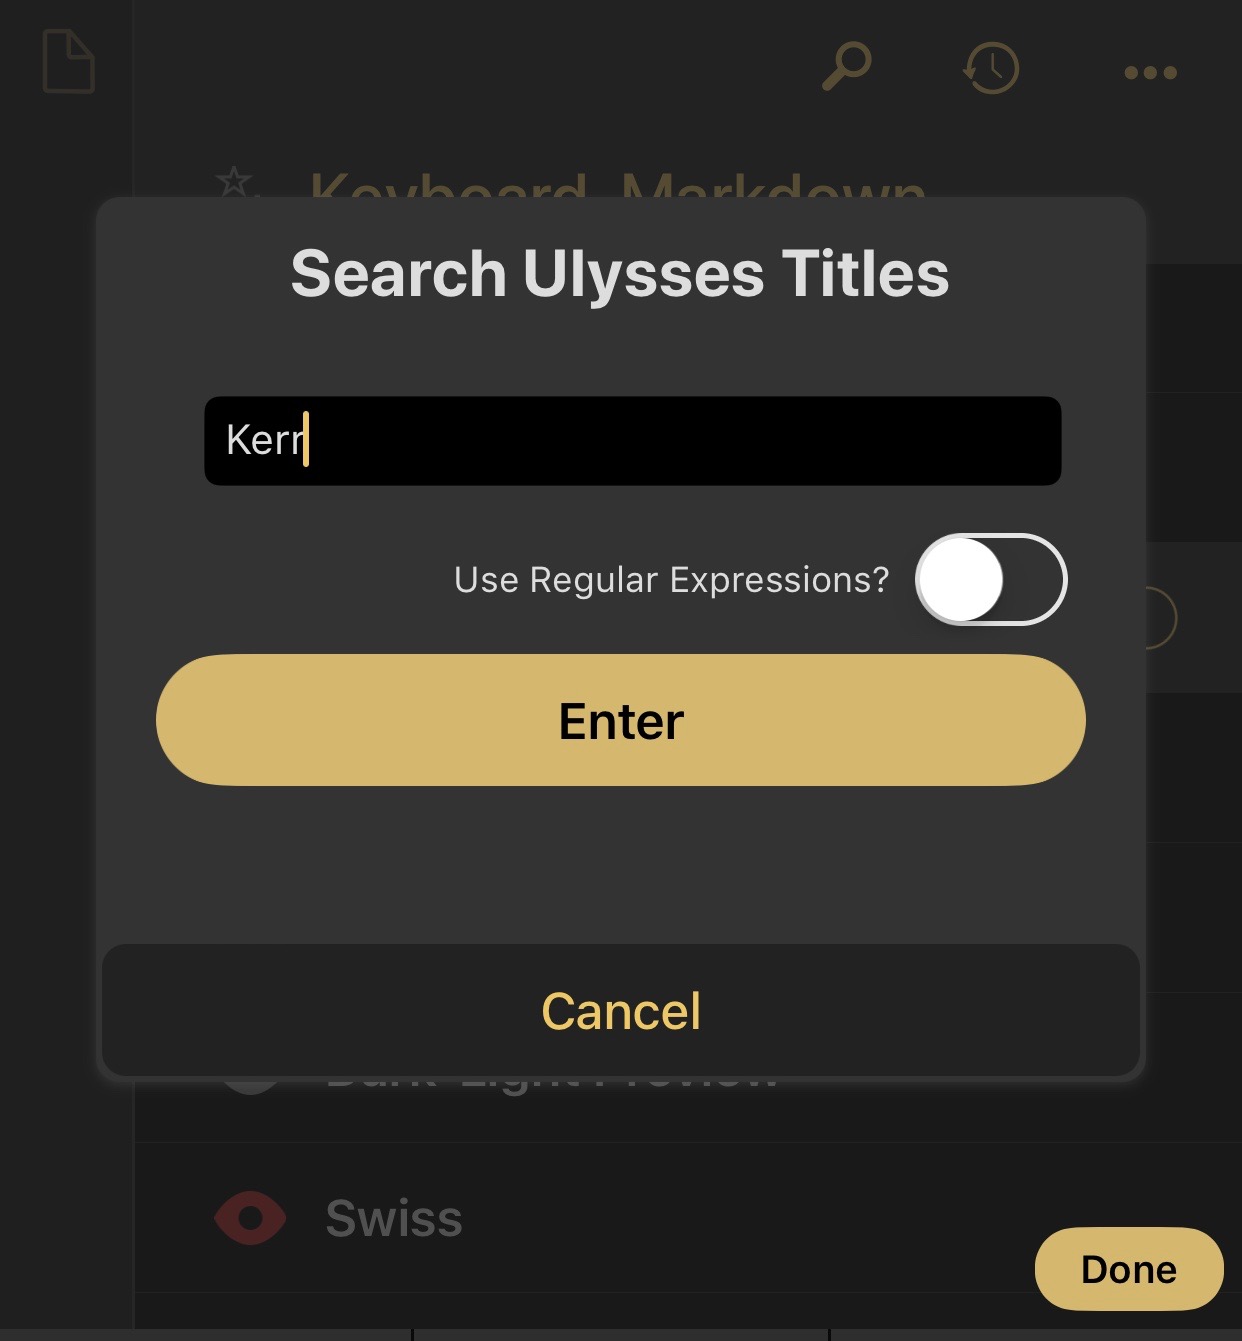 Keyboard, Markdown
Search Ulysses Titles
Kerr
Use Regular Expressions?
Enter
Cancel
Dark-Light Preview
Swiss
Done